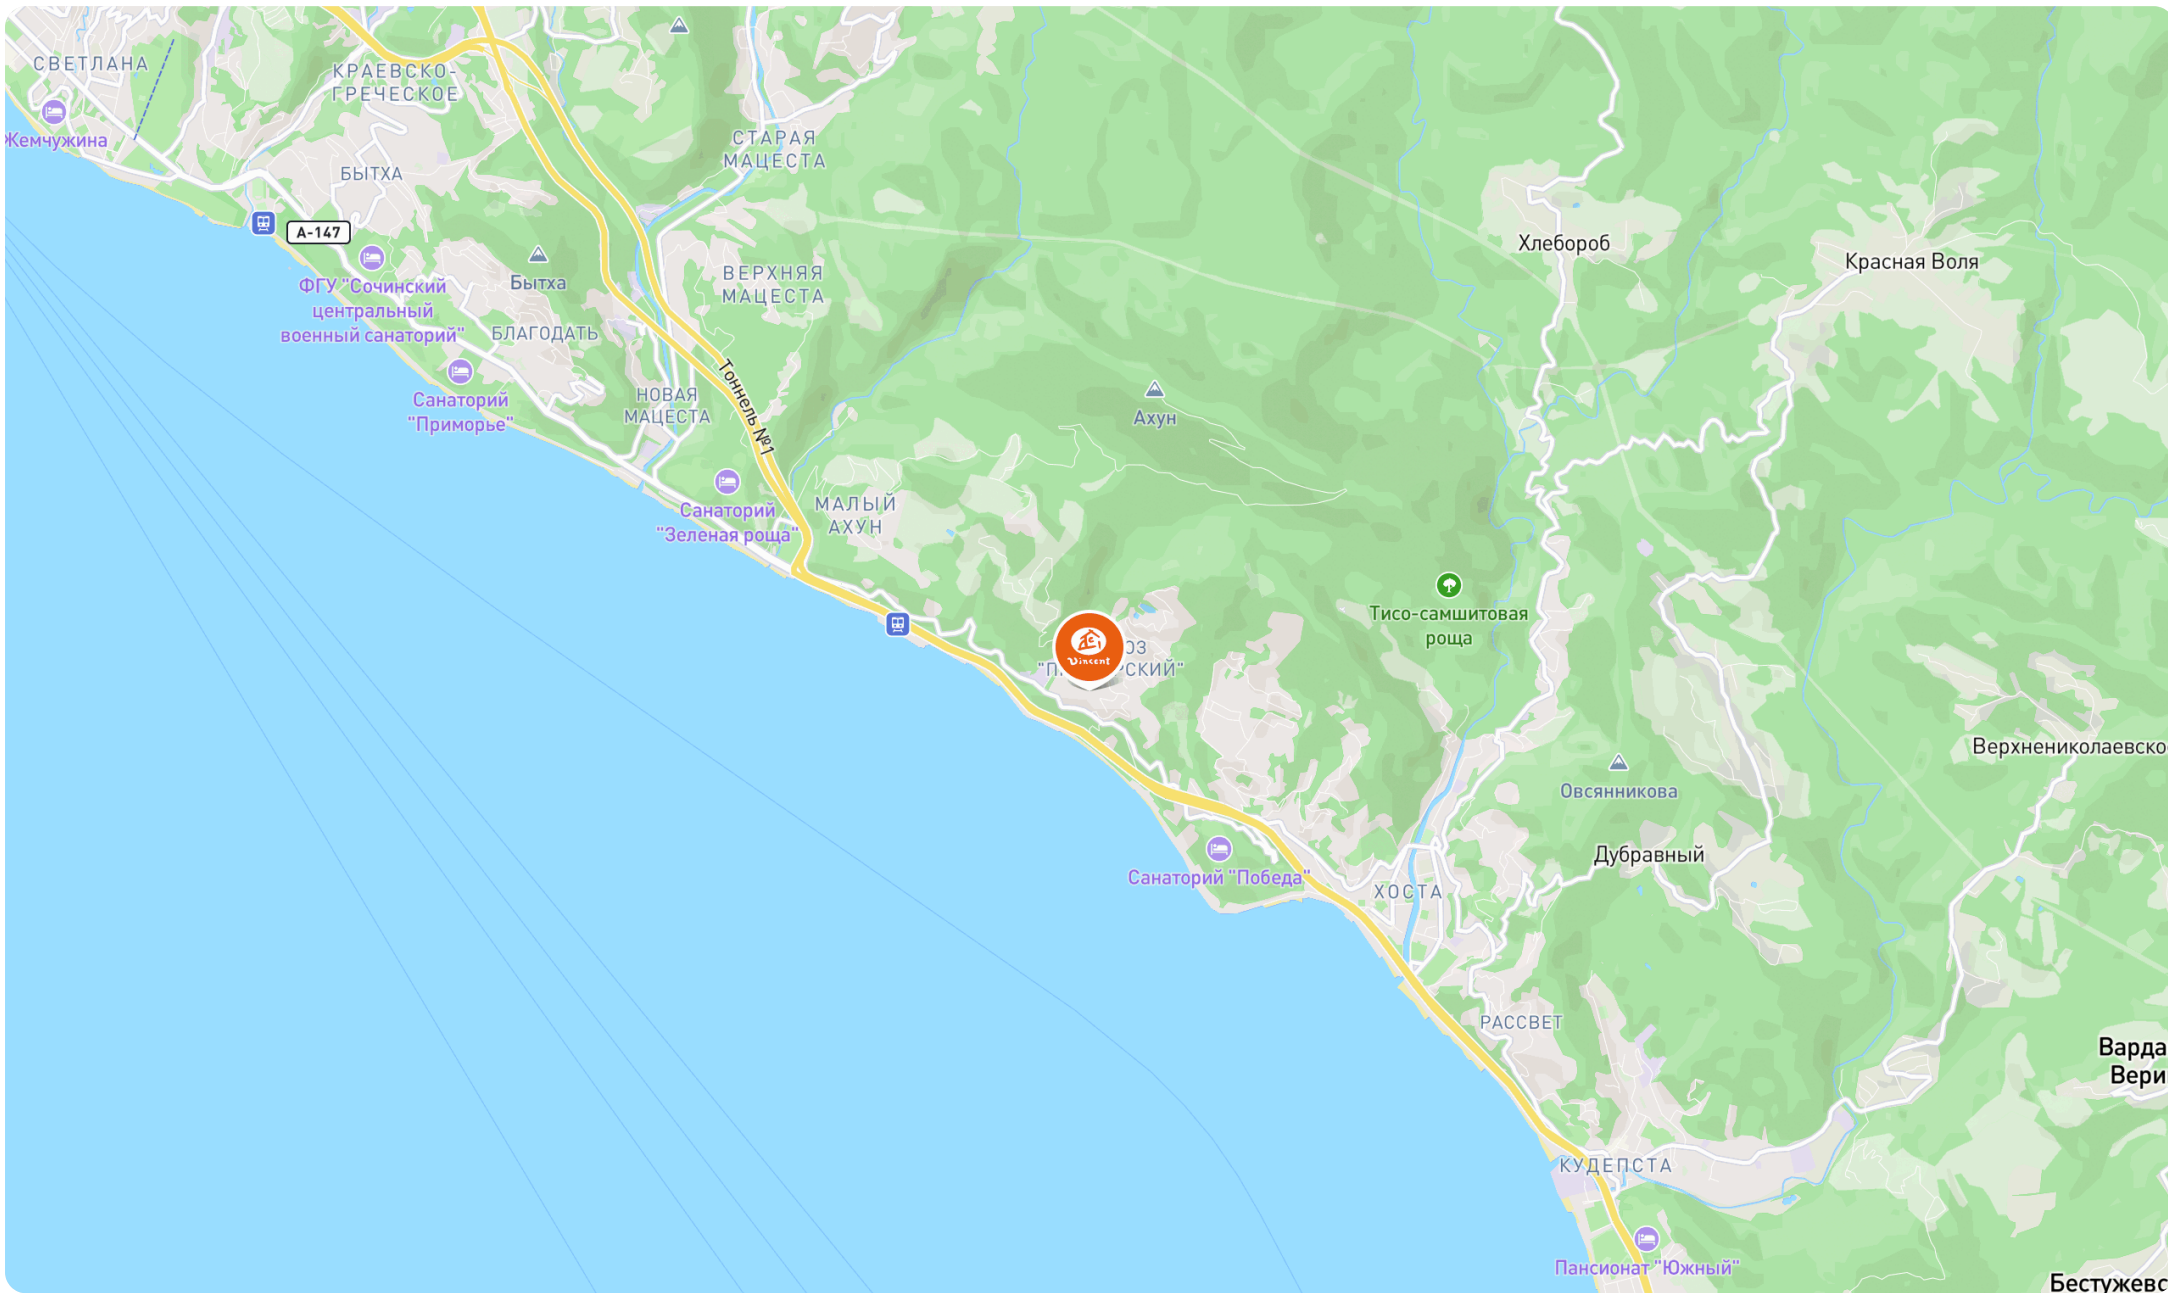 СВЕТЛАНА
КРАЕВСКО-
ГРЕЧЕСКОЕ
Жемчужина
БЫТХА
СТАРАЯ
МАЦЕСТА
А-147
ФГУ "Сочинский
центральный
военный санаторий"
Бытха
ВЕРХНЯЯ
МАЦЕСТА
Хлебороб
Красная Воля
БЛАГОДАТЬ
Санаторий
"Приморье"
НОВАЯ
МАЦЕСТА
Тоннель №1
Ахун
Санаторий
"Зеленая роща"
МАЛЫЙ
АХУН
Тисо-самшитовая
роща
Vincent
ОЗ
"П РСКИЙ"
Верхнениколаевско
Овсянникова
Дубравный
Санаторий "Победа"
ХОСТА
РАССВЕТ
Варда
Вери
КУДЕПСТА
Пансионат "Южный"
Бестужевс